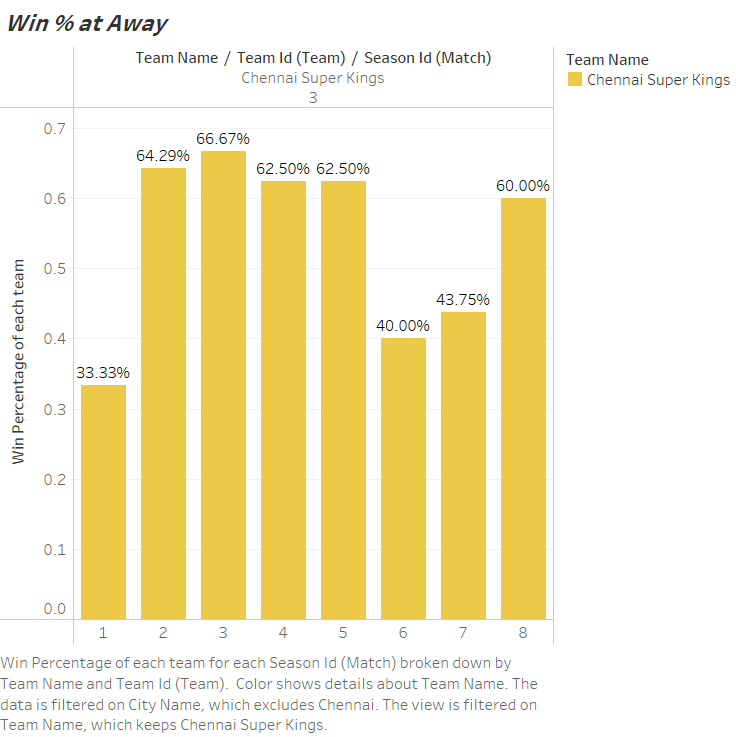 Win % at Away
Team Name / Team Id (Team) / Season Id (Match)
Chennai Super Kings
3
Team Name
Chennai Super Kings
Win Percentage of each team
0.7
0.6
0.5
0.4
0.3
0.2
0.1
0.0
33.33%
64.29%
66.67%
62.50%
62.50%
40.00%
43.75%
60.00%
1 2 3 4 5 6 7 8
Win Percentage of each team for each Season Id (Match) broken down by
Team Name and Team Id (Team).  Color shows details about Team Name. The
data is filtered on City Name, which excludes Chennai. The view is filtered on
Team Name, which keeps Chennai Super Kings.